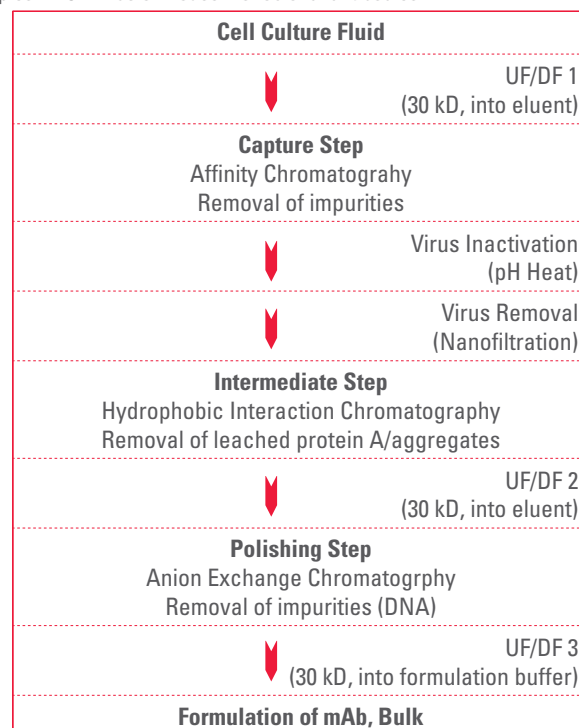 Cell Culture Fluid
UF/DF 1
(30 kD, into eluent)
Capture Step
Affinity Chromatograhy
Removal of impurities
Virus Inactivation
(pH Heat)
Virus Removal
(Nanofiltration)
Intermediate Step
Hydrophobic Interaction Chromatography
Removal of leached protein A/aggregates
UF/DF 2
(30 kD, into eluent)
Polishing Step
Anion Exchange Chromatogrphy
Removal of impurities (DNA)
UF/DF 3
(30 kD, into formulation buffer)
Formulation of mAb, Bulk